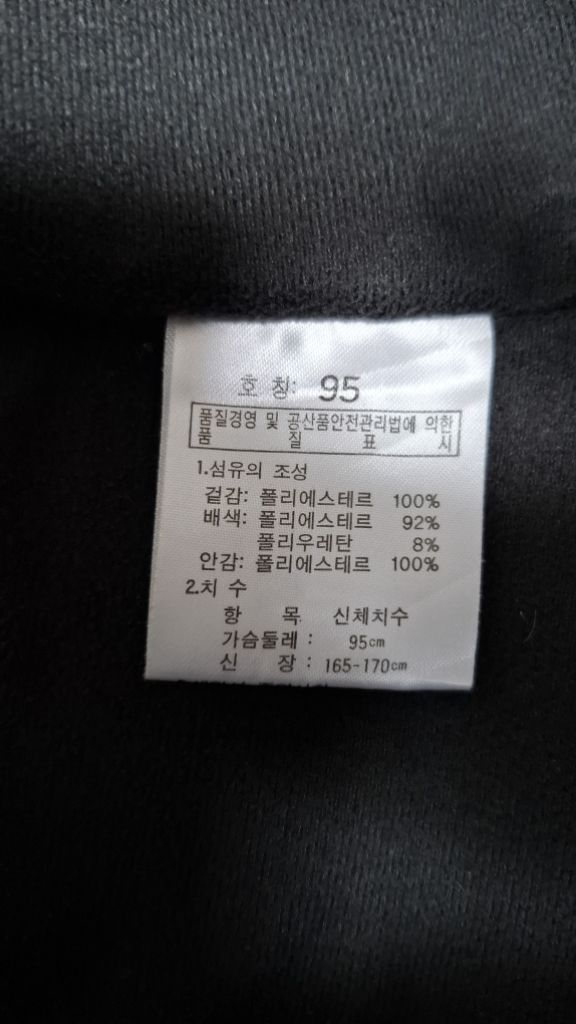 호 칭: 95
품질경영 및 공산품안전관리법에 의한
품 질 표 시
1.섬유의 조성
겉감: 폴리에스테르 100%
배색: 폴리에스테르 92%
폴리우레탄 8%
안감: 폴리에스테르 100%
2.치 수
항 목 신체치수
가슴둘레 : 95cm
신 장 : 165-170cm